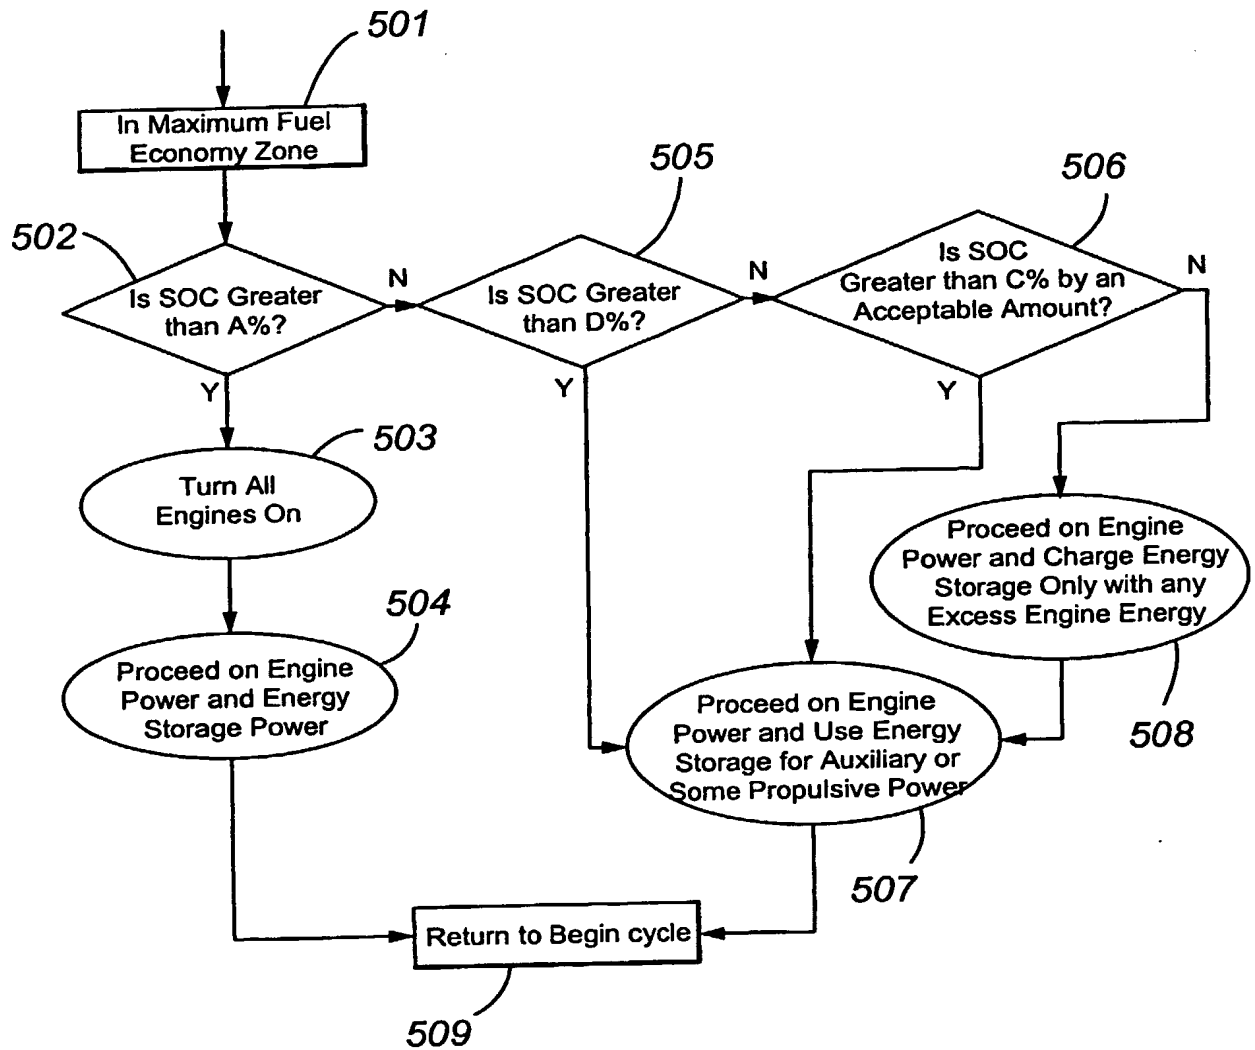 501
In Maximum Fuel
Economy Zone
502
Is SOC Greater
than A%?
N
Y
505
Is SOC Greater
than D%?
N
Y
506
Is SOC
Greater than C% by an
Acceptable Amount?
N
Y
503
Turn All
Engines On
504
Proceed on Engine
Power and Energy
Storage Power
Proceed on Engine
Power and Charge Energy
Storage Only with any
Excess Engine Energy
508
Proceed on Engine
Power and Use Energy
Storage for Auxiliary or
Some Propulsive Power
507
Return to Begin cycle
509